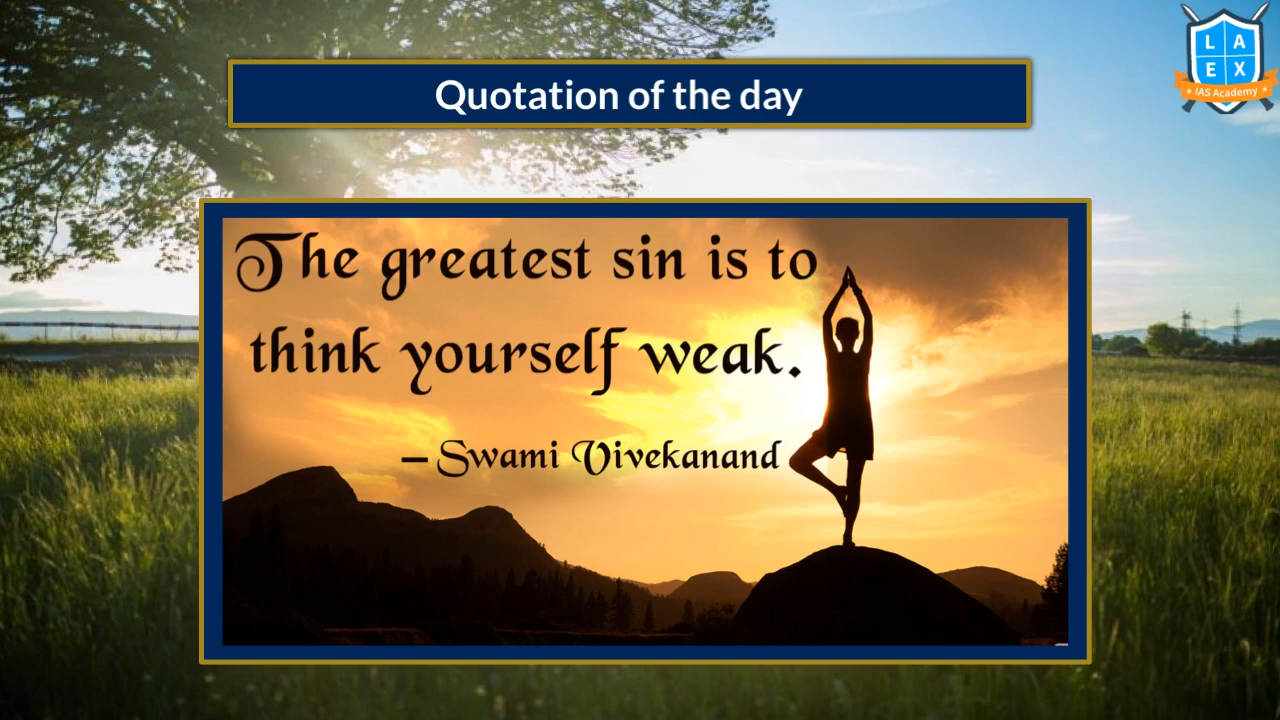 L A
E X
IAS Academy
Quotation of the day
The greatest sin is to
think yourself weak.
– Swami Vivekanand